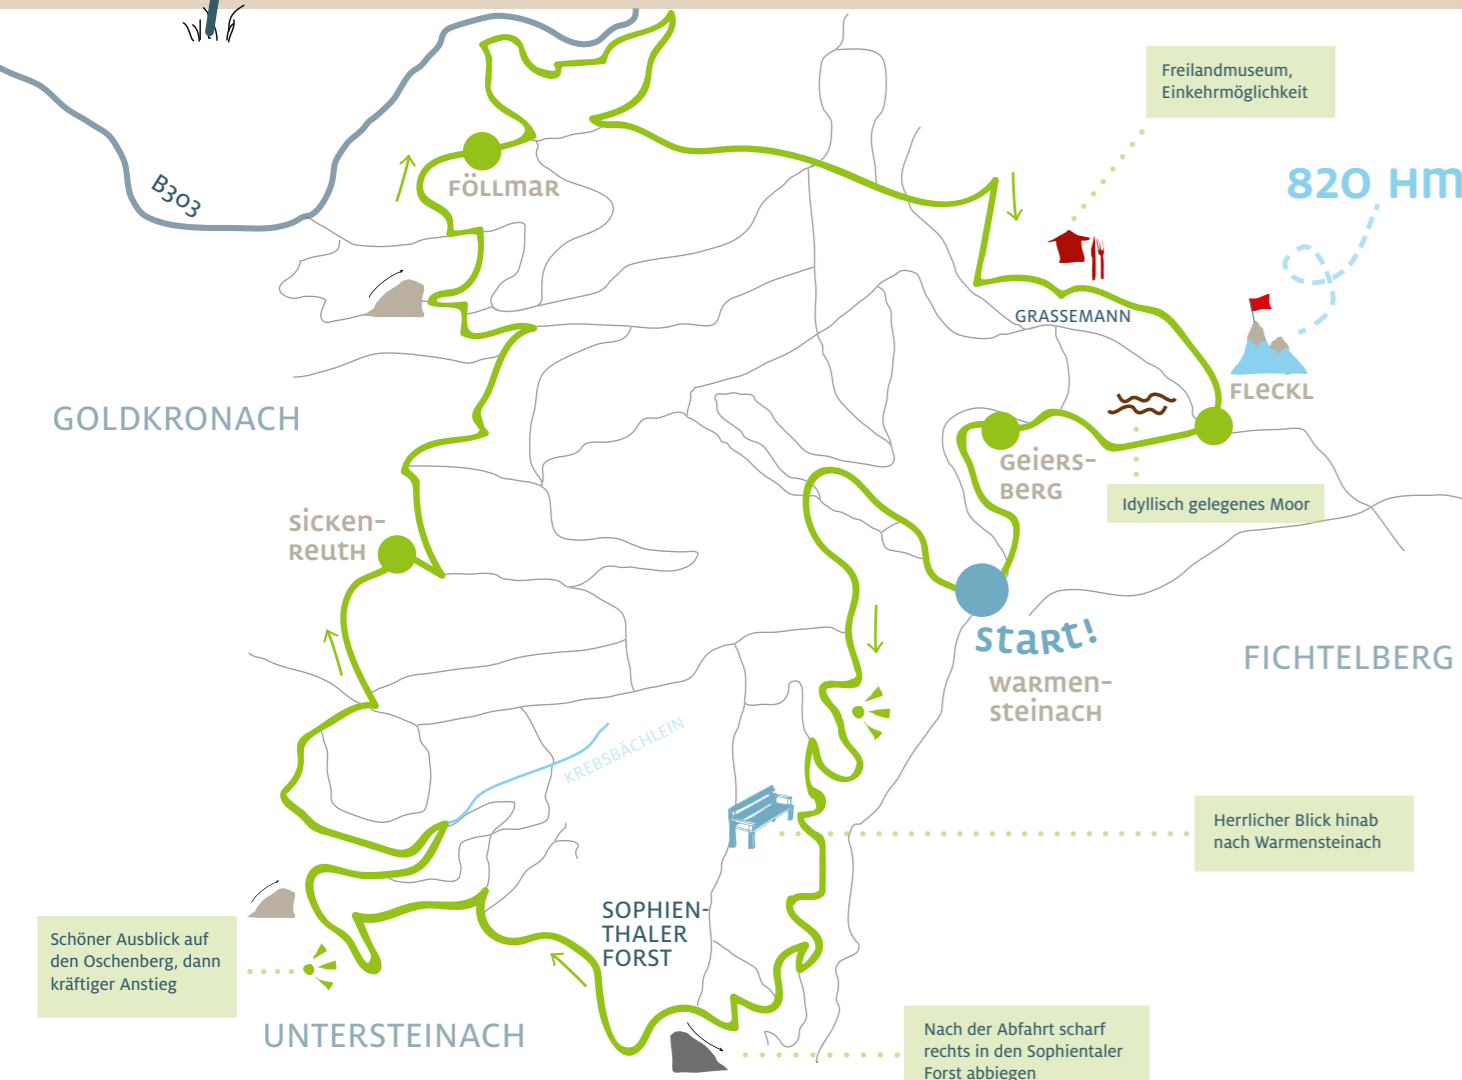 Freilandmuseum,
Einkehrmöglichkeit
820 Hm
B303
Föllmar
GRASSEMANN
Fleckl
GOLDKRONACH
Geiers-
berg
Idyllisch gelegenes Moor
Sicken-
reuth
Start!
Warmen-
steinach
FICHTELBERG
KREBSBÄCHLEIN
Herrlicher Blick hinab
nach Warmensteinach
SOPHIEN-
THALER
FORST
Schöner Ausblick auf
den Oschenberg, dann
kräftiger Anstieg
UNTERSTEINACH
Nach der Abfahrt scharf
rechts in den Sophientaler
Forst abbiegen